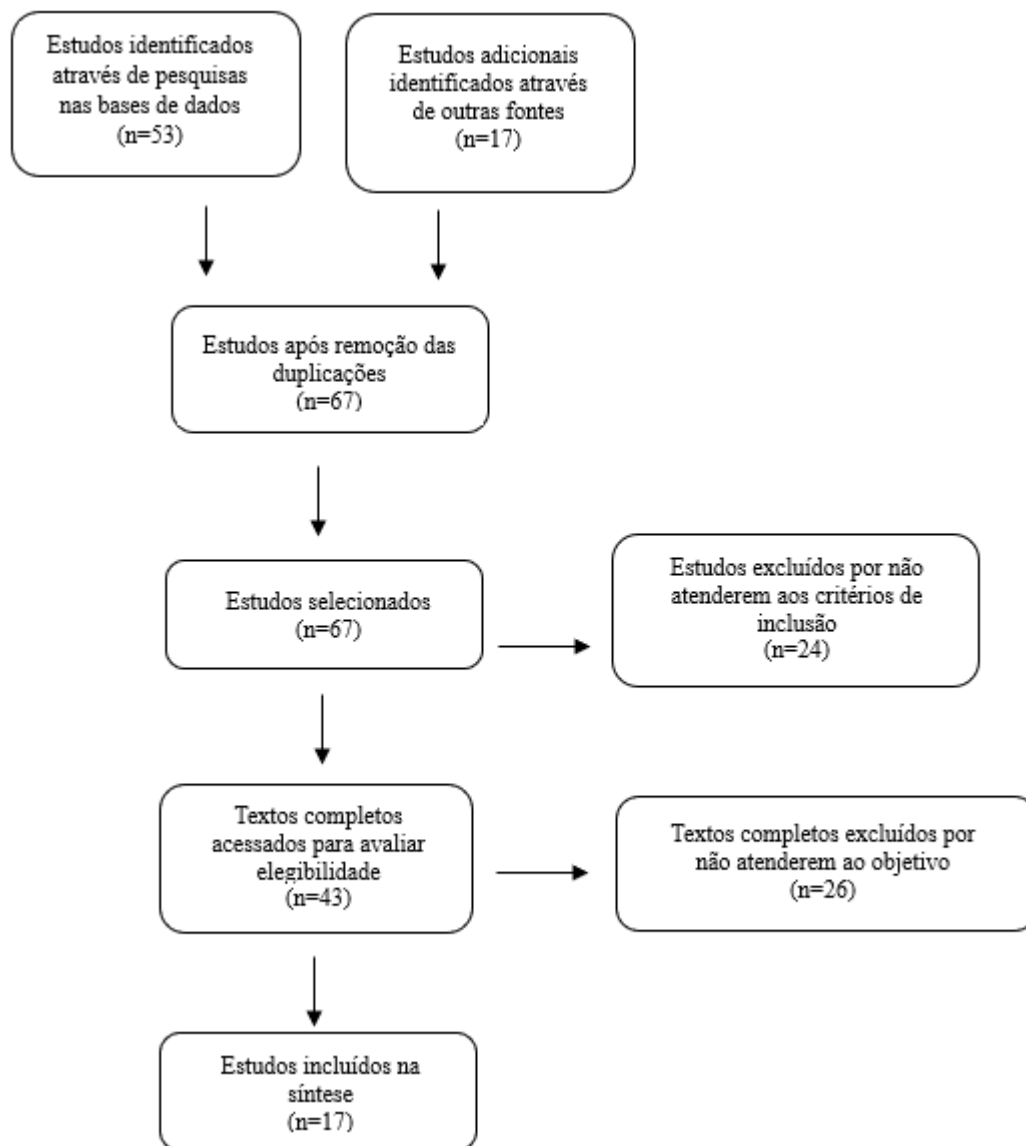 Estudos identificados
através de pesquisas
nas bases de dados
(n=53)
Estudos adicionais
identificados através
de outras fontes
(n=17)
Estudos após remoção das
duplicações
(n=67)
Estudos selecionados
(n=67)
Estudos excluídos por não
atenderem aos critérios de
inclusão
(n=24)
Textos completos
acessados para avaliar
elegibilidade
(n=43)
Textos completos excluídos por
não atenderem ao objetivo
(n=26)
Estudos incluídos na
síntese
(n=17)